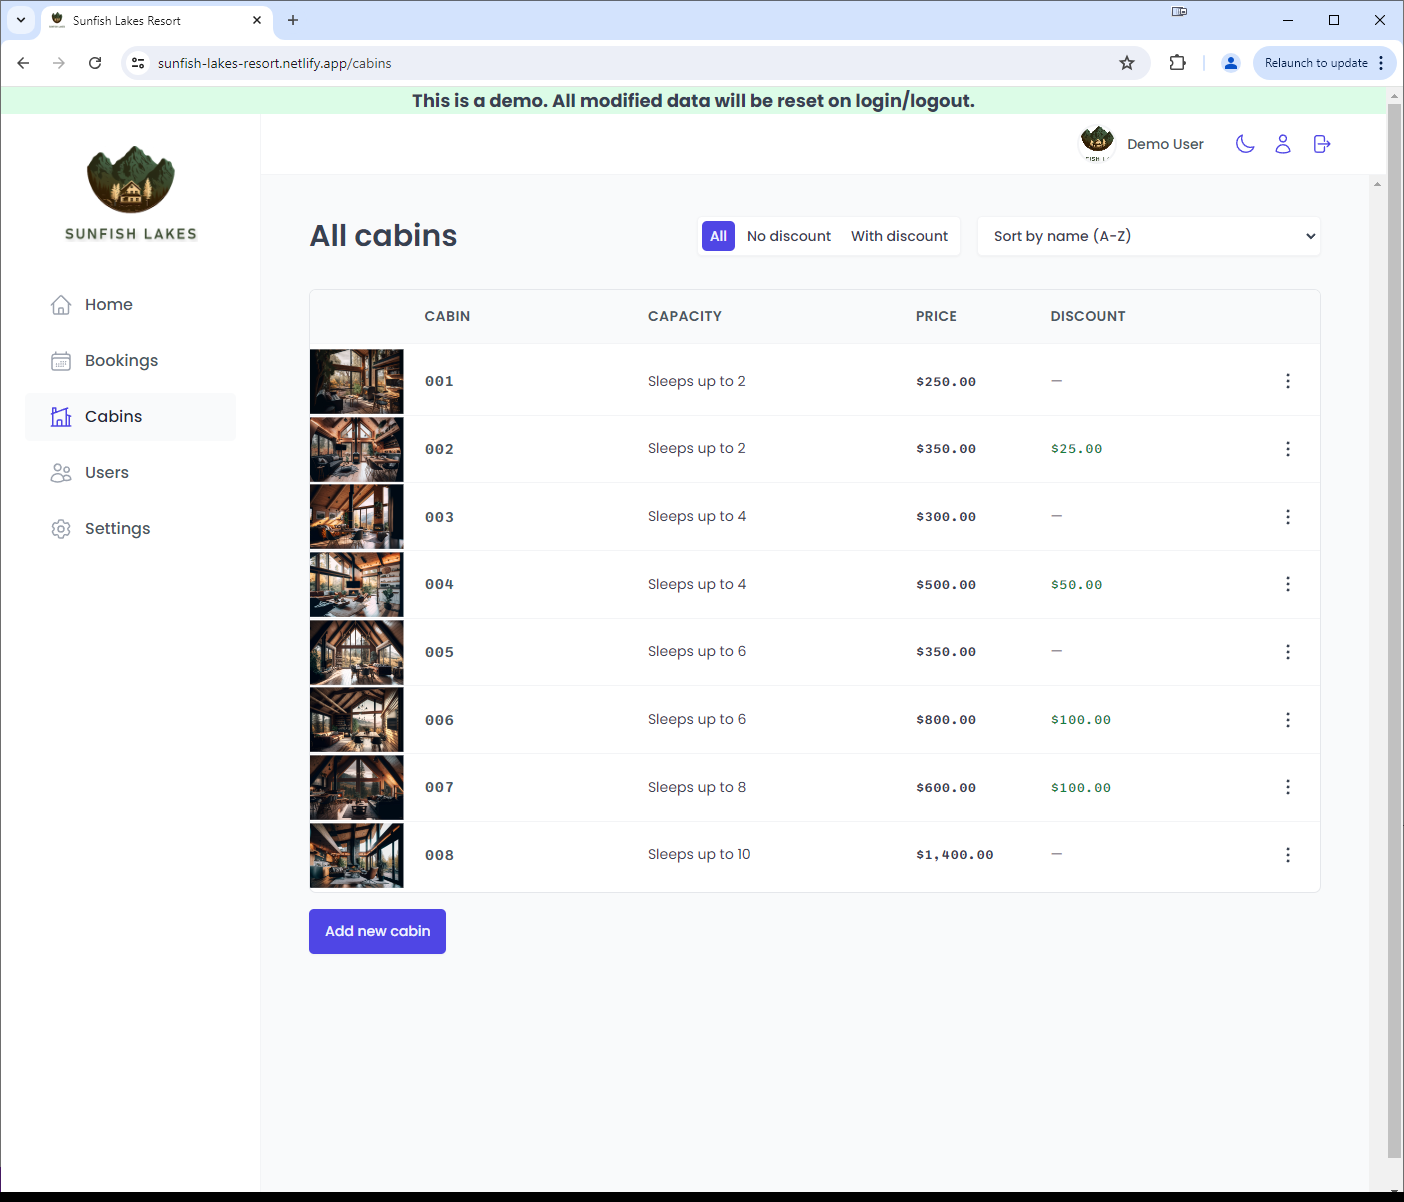 Sunfish Lakes Resort
sunfish-lakes-resort.netlify.app/cabins
Relaunch to update
This is a demo. All modified data will be reset on login/logout.
SUNFISH LAKES
Demo User
Home
Bookings
Cabins
Users
Settings
All cabins
All No discount With discount
Sort by name (A-Z)
CABIN CAPACITY PRICE DISCOUNT
001 Sleeps up to 2 $250.00 —
002 Sleeps up to 2 $350.00 $25.00
003 Sleeps up to 4 $300.00 —
004 Sleeps up to 4 $500.00 $50.00
005 Sleeps up to 6 $350.00 —
006 Sleeps up to 6 $800.00 $100.00
007 Sleeps up to 8 $600.00 $100.00
008 Sleeps up to 10 $1,400.00 —
Add new cabin